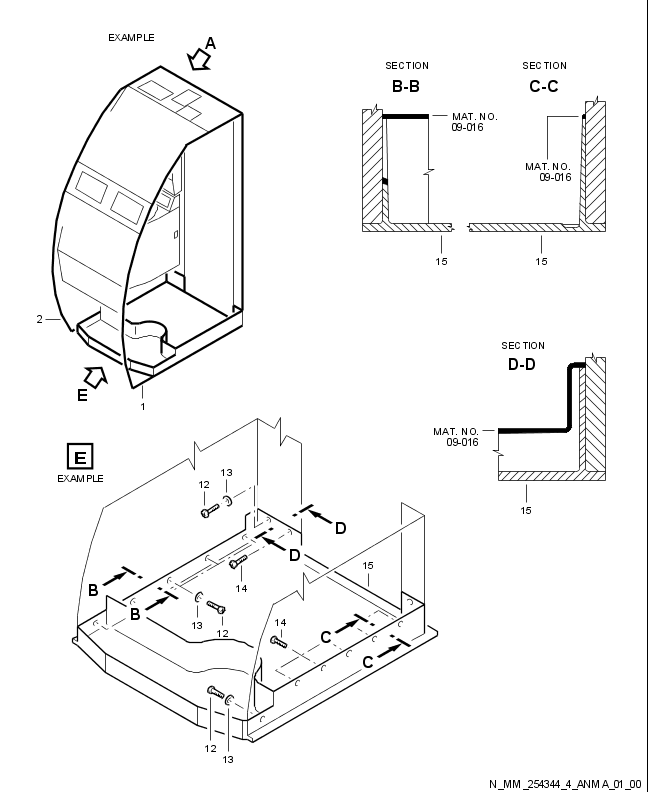 EXAMPLE
A
SECTION
B-B
SECTION
C-C
MAT. NO.
09-016
MAT. NO.
09-016
15
15
2
E
1
SECTION
D-D
MAT. NO.
09-016
15
E
EXAMPLE
12
13
D
D
14
15
B
B
13
12
14
C
C
12
13
N_MM_254344_4_ANMA_01_00